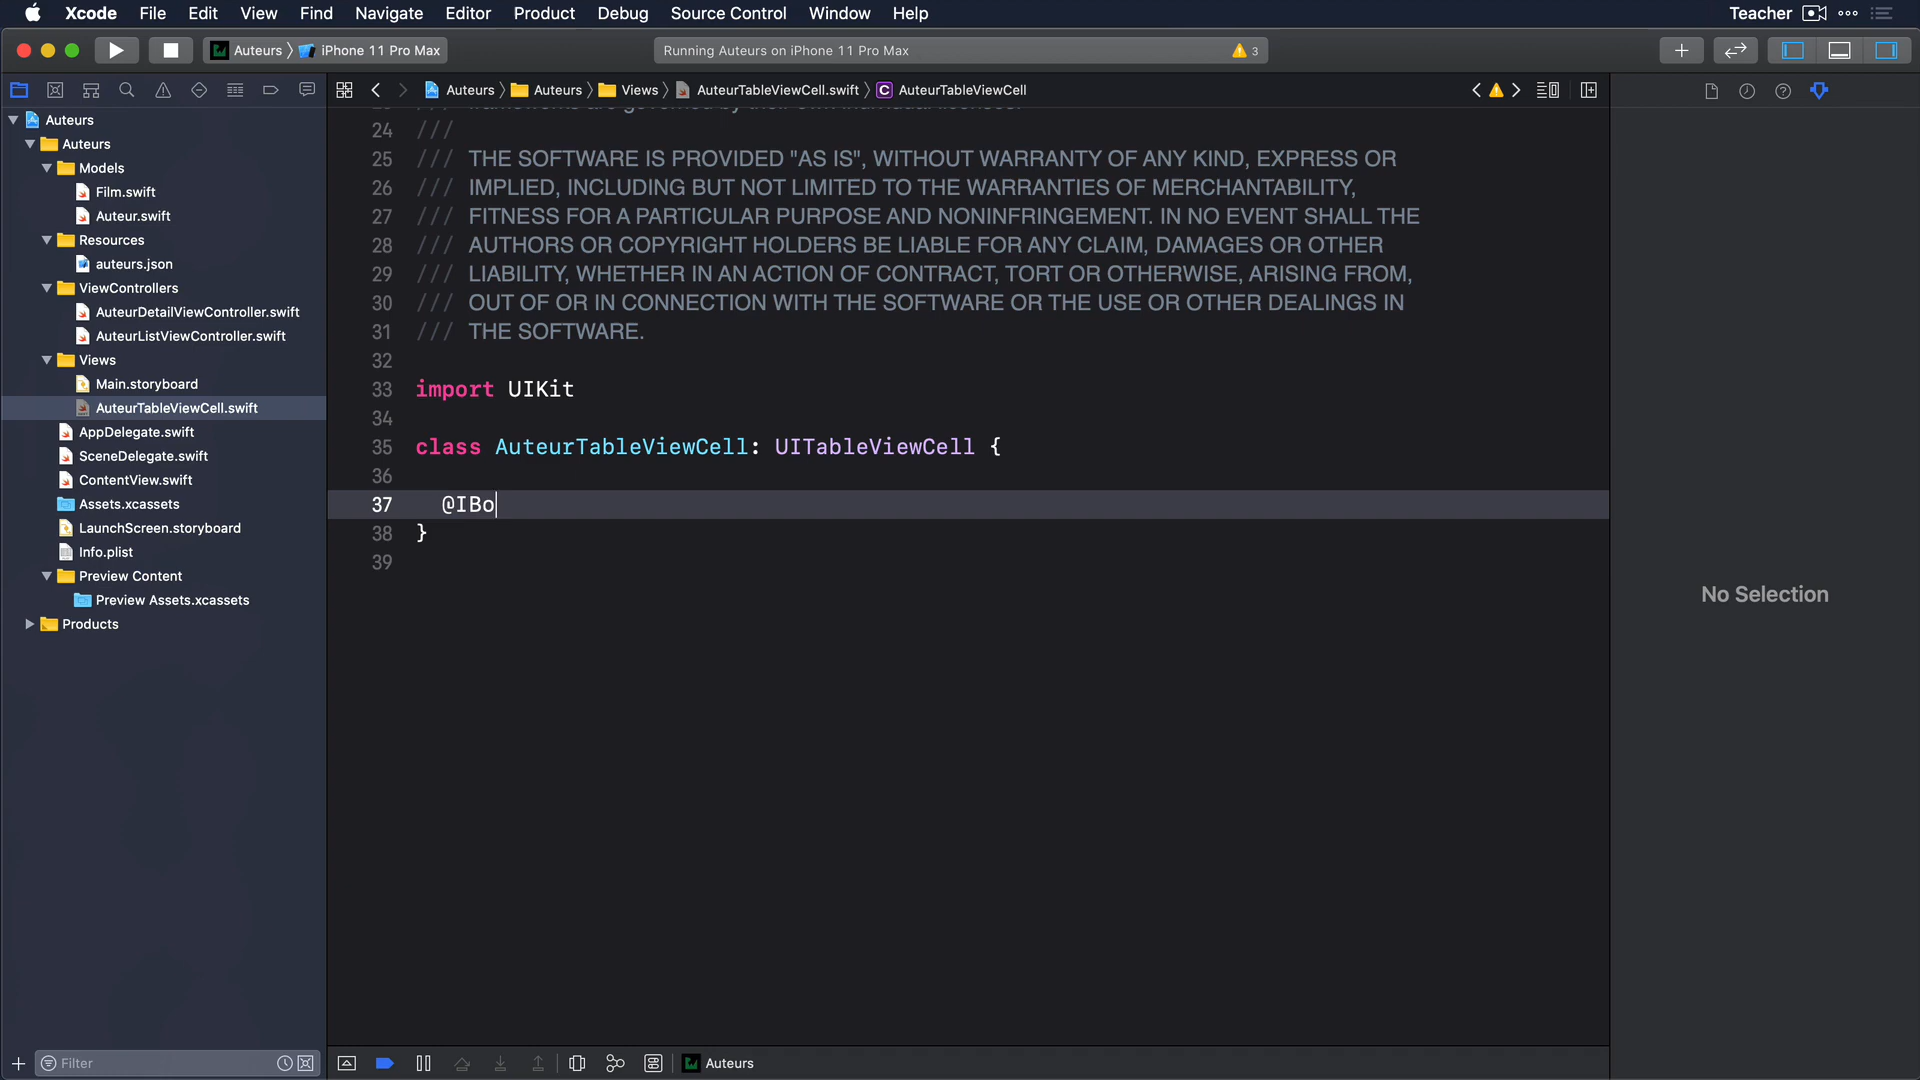 Xcode File Edit View Find Navigate Editor Product Debug Source Control Window Help Teacher
Auteurs iPhone 11 Pro Max Running Auteurs on iPhone 11 Pro Max 3
Auteurs Auteurs Views AuteurTableViewCell.swift C AuteurTableViewCell
Auteurs
Auteurs
Models
Film.swift
Auteur.swift
Resources
auteurs.json
ViewControllers
AuteurDetailViewController.swift
AuteurListViewController.swift
Views
Main.storyboard
AuteurTableViewCell.swift
AppDelegate.swift
SceneDelegate.swift
ContentView.swift
Assets.xcassets
LaunchScreen.storyboard
Info.plist
Preview Content
Preview Assets.xcassets
Products
Filter
24 ///
25 /// THE SOFTWARE IS PROVIDED "AS IS", WITHOUT WARRANTY OF ANY KIND, EXPRESS OR
26 /// IMPLIED, INCLUDING BUT NOT LIMITED TO THE WARRANTIES OF MERCHANTABILITY,
27 /// FITNESS FOR A PARTICULAR PURPOSE AND NONINFRINGEMENT. IN NO EVENT SHALL THE
28 /// AUTHORS OR COPYRIGHT HOLDERS BE LIABLE FOR ANY CLAIM, DAMAGES OR OTHER
29 /// LIABILITY, WHETHER IN AN ACTION OF CONTRACT, TORT OR OTHERWISE, ARISING FROM,
30 /// OUT OF OR IN CONNECTION WITH THE SOFTWARE OR THE USE OR OTHER DEALINGS IN
31 /// THE SOFTWARE.
32
33 import UIKit
34
35 class AuteurTableViewCell: UITableViewCell {
36
37 @IBo
38 }
39
Auteurs
No Selection